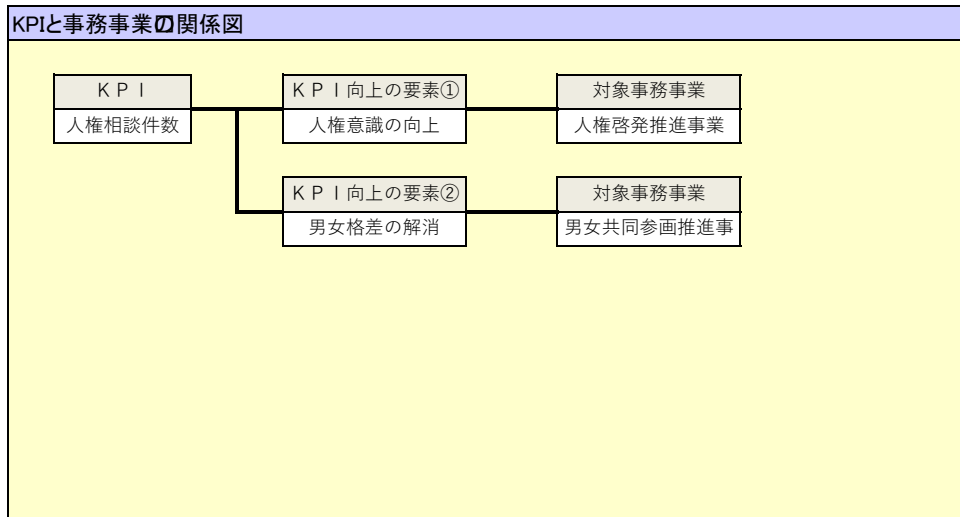 KPIと事務事業の関係図
ＫＰＩ
ＫＰＩ向上の要素①
対象事務事業
人権相談件数
人権意識の向上
人権啓発推進事業
ＫＰＩ向上の要素②
対象事務事業
男女格差の解消
男女共同参画推進事